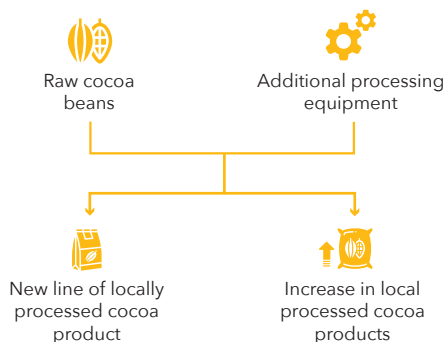 Raw cocoa
beans
Additional processing
equipment
New line of locally
processed cocoa
product
Increase in local
processed cocoa
products